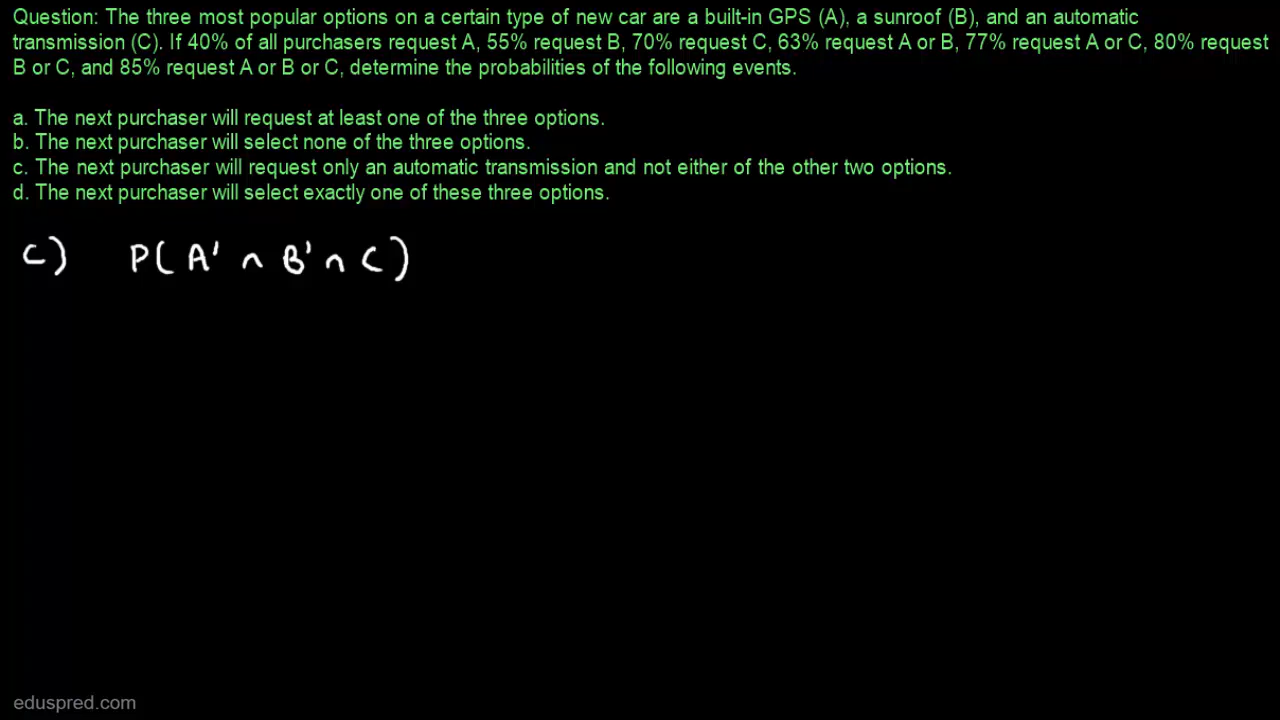 Question: The three most popular options on a certain type of new car are a built-in GPS (A), a sunroof (B), and an automatic
transmission (C). If 40% of all purchasers request A, 55% request B, 70% request C, 63% request A or B, 77% request A or C, 80% request
B or C, and 85% request A or B or C, determine the probabilities of the following events.
a. The next purchaser will request at least one of the three options.
b. The next purchaser will select none of the three options.
c. The next purchaser will request only an automatic transmission and not either of the other two options.
d. The next purchaser will select exactly one of these three options.
c) P(A' ∩ B' ∩ C)
eduspred.com